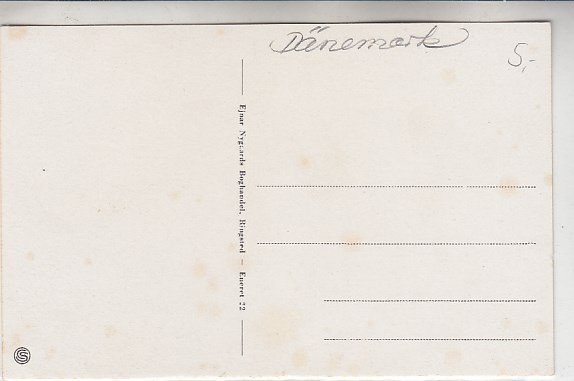 Dänemark
5,-
Ejnar Nygaards Boghandel, Ringsted — Eneret 22